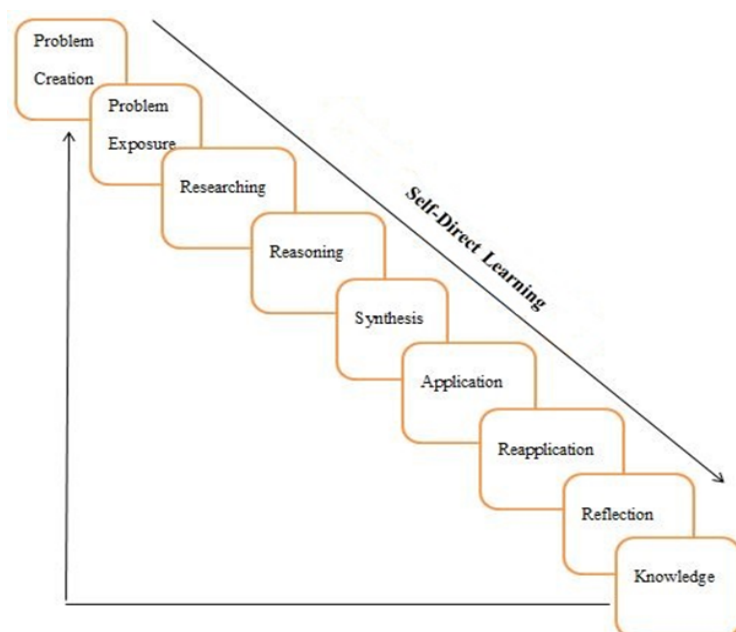 Problem
Creation
Problem
Exposure
Researching
Self-Direct Learning
Reasoning
Synthesis
Application
Reapplication
Reflection
Knowledge